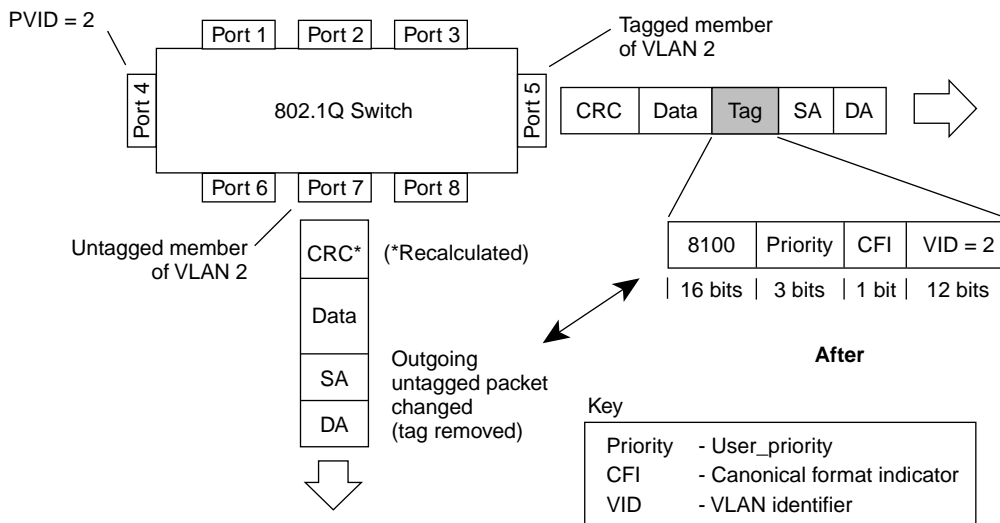 PVID = 2
Port 1
Port 2
Port 3
Tagged member
of VLAN 2
Port 4
802.1Q Switch
Port 5
CRC
Data
Tag
SA
DA
Port 6
Port 7
Port 8
Untagged member
of VLAN 2
CRC*
(*Recalculated)
Data
SA
DA
8100
Priority
CFI
VID = 2
16 bits
3 bits
1 bit
12 bits
After
Outgoing
untagged packet
changed
(tag removed)
Key
Priority - User_priority
CFI - Canonical format indicator
VID - VLAN identifier